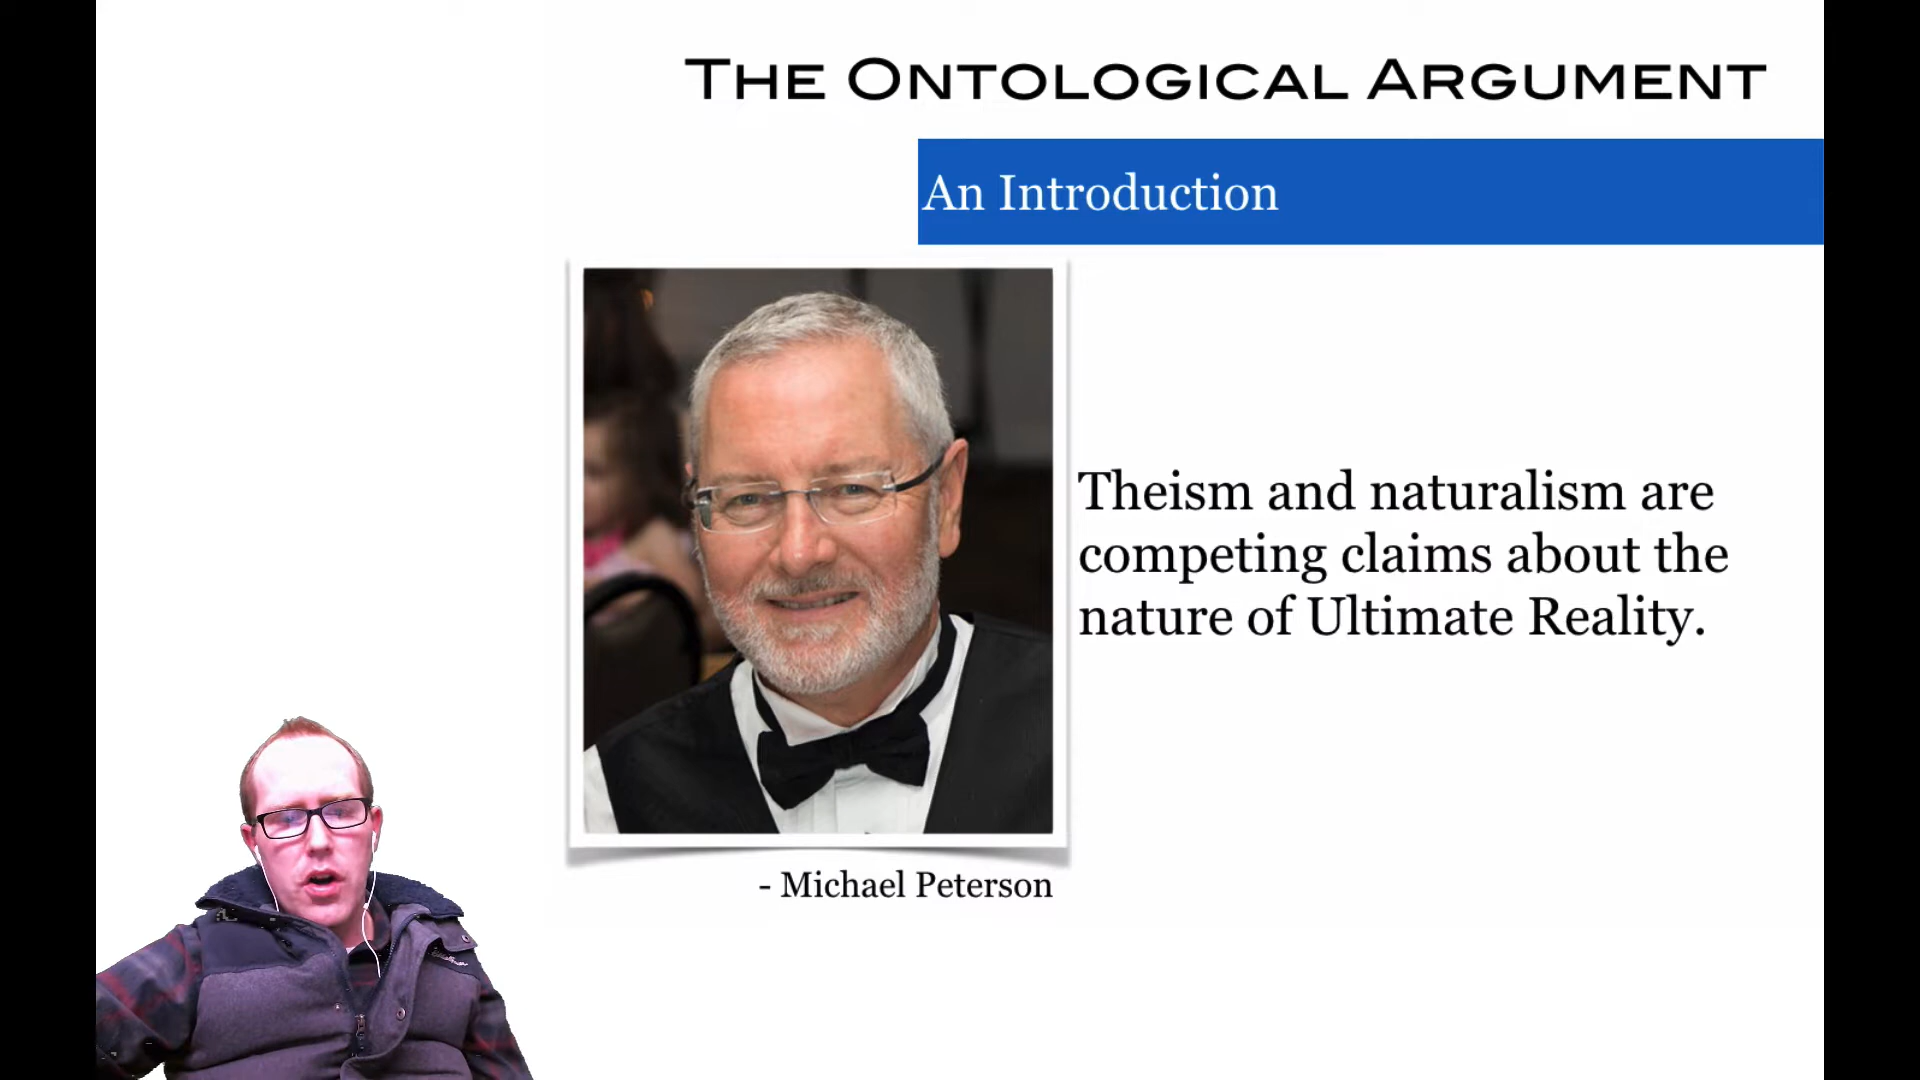 The Ontological Argument
An Introduction
Theism and naturalism are
competing claims about the
nature of Ultimate Reality.
- Michael Peterson